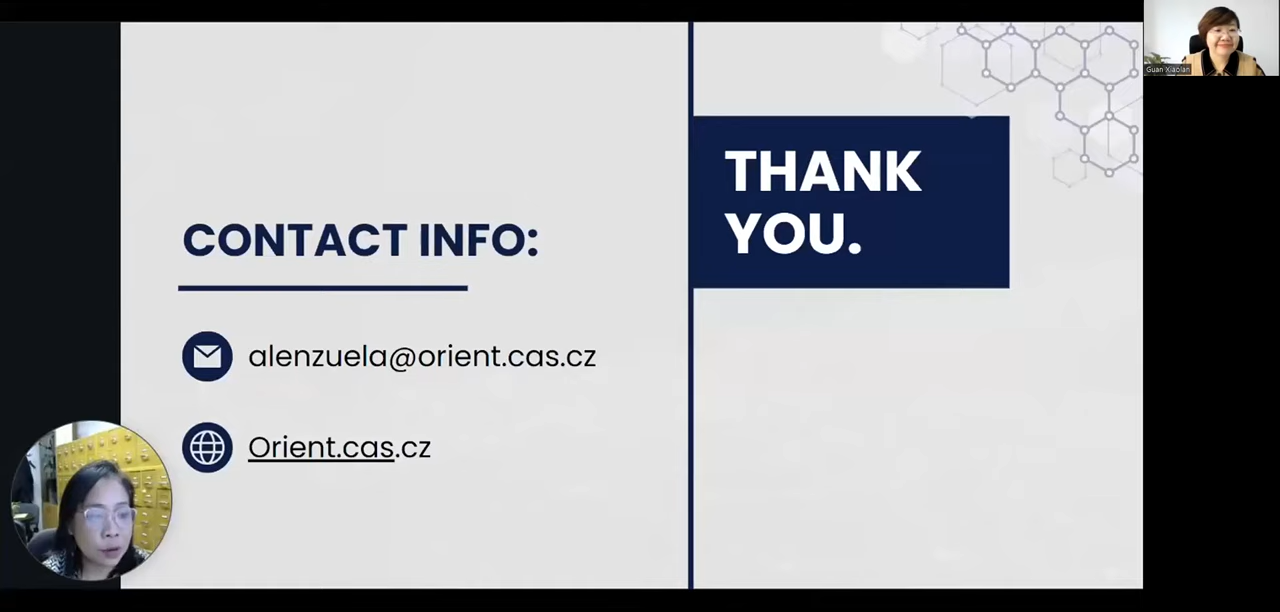 CONTACT INFO:
alenzuela@orient.cas.cz
Orient.cas.cz
THANK
YOU.
Guan Xiaolan